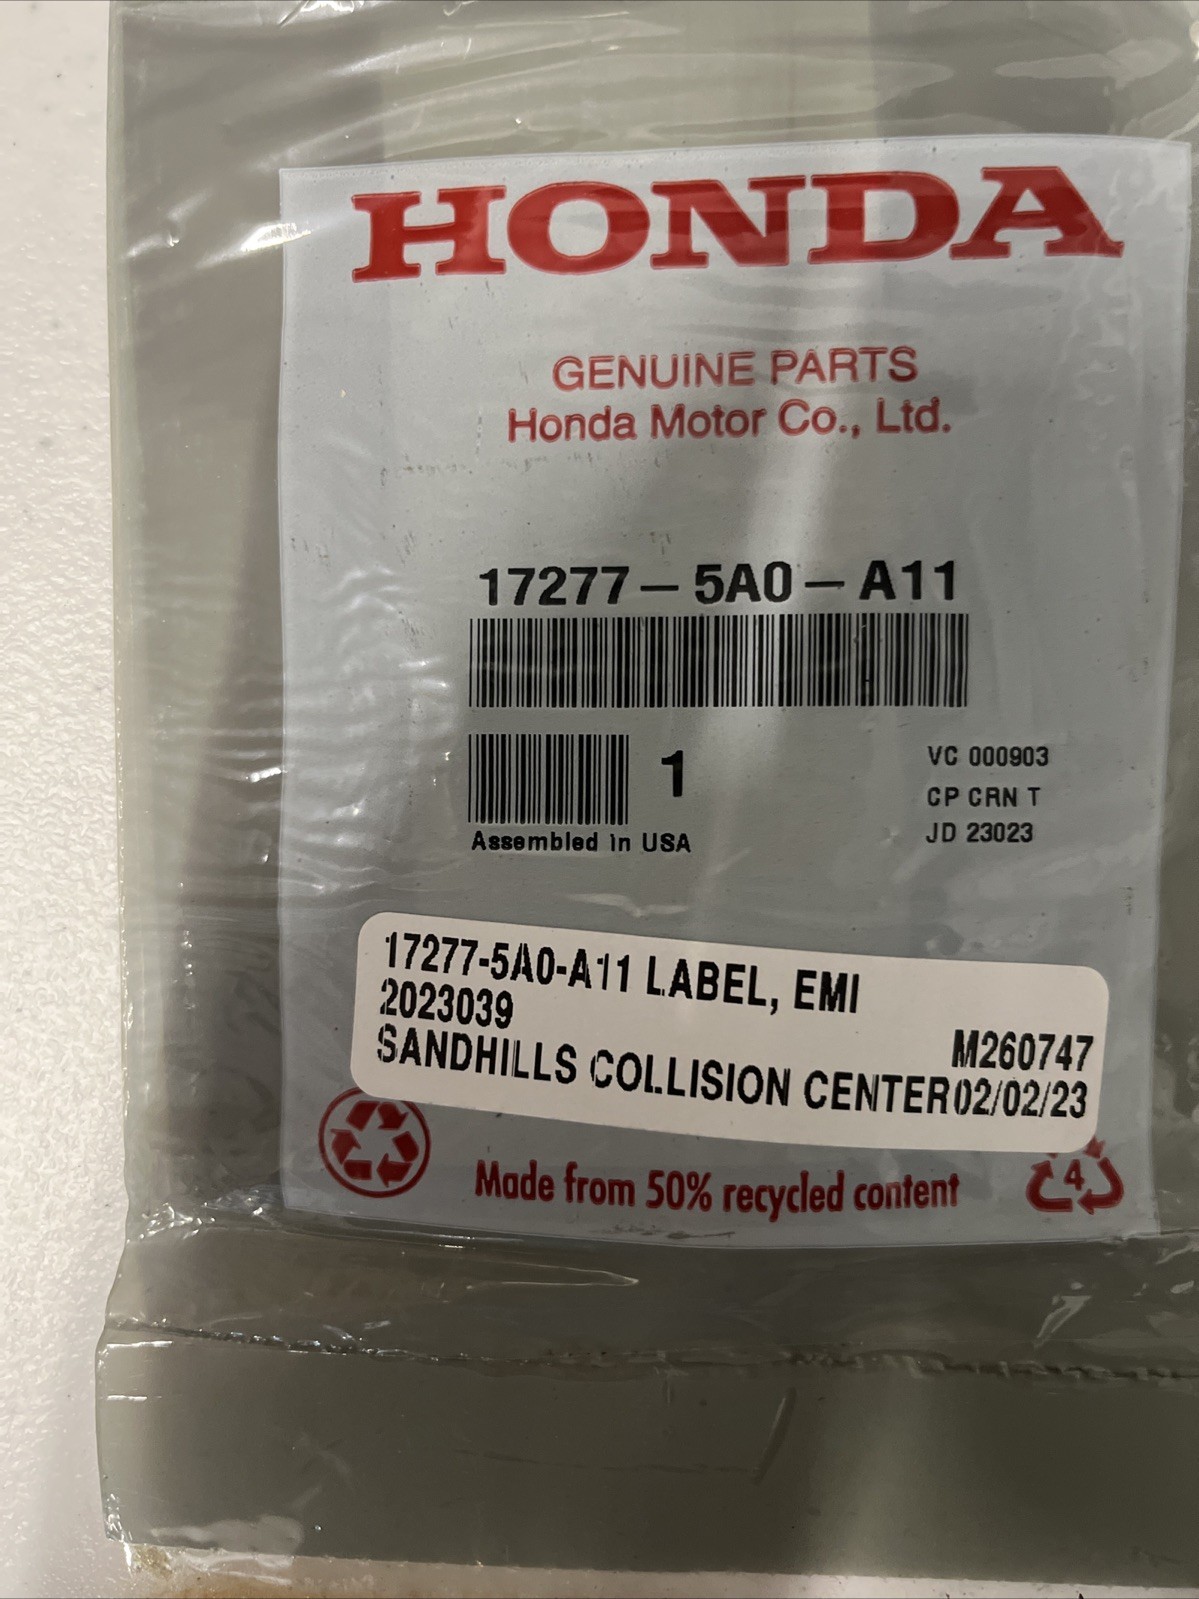 HONDA
GENUINE PARTS
Honda Motor Co., Ltd.
17277-5A0-A11
1
VC 000903
CP CRN T
JD 23023
Assembled in USA
17277-5A0-A11 LABEL, EMI
2023039
M260747
SANDHILLS COLLISION CENTER02/02/23
Made from 50% recycled content
4